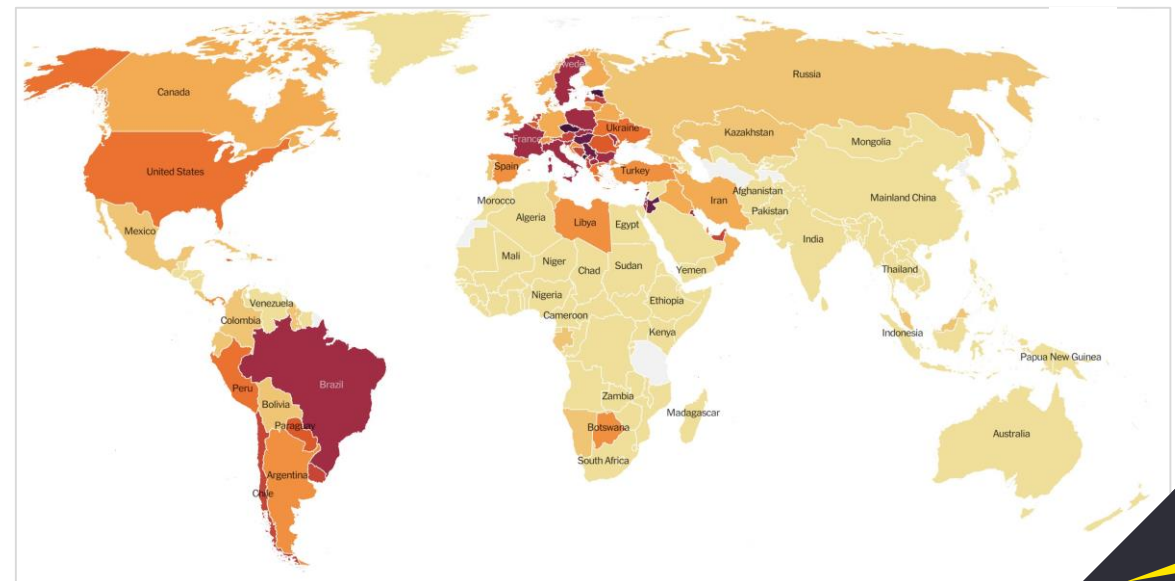 Canada
United States
Mexico
Venezuela
Colombia
Peru
Brazil
Bolivia
Paraguay
Argentina
Chile
Sweden
France
Spain
Ukraine
Turkey
Russia
Kazakhstan
Mongolia
Morocco
Algeria
Libya
Egypt
Iran
Afghanistan
Pakistan
Mainland China
India
Thailand
Mali
Niger
Chad
Sudan
Yemen
Nigeria
Ethiopia
Cameroon
Kenya
Indonesia
Papua New Guinea
Zambia
Madagascar
Botswana
South Africa
Australia